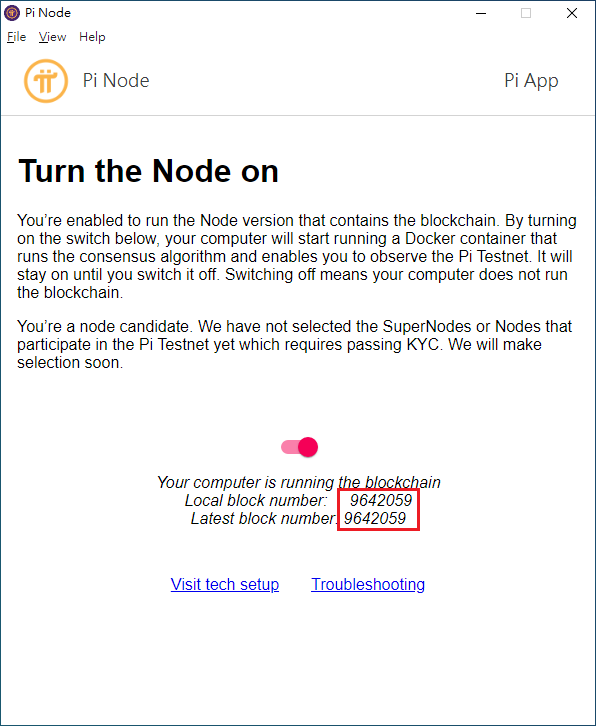 Pi Node
File View Help
Pi Node Pi App
Turn the Node on
You're enabled to run the Node version that contains the blockchain. By turning
on the switch below, your computer will start running a Docker container that
runs the consensus algorithm and enables you to observe the Pi Testnet. It will
stay on until you switch it off. Switching off means your computer does not run
the blockchain.
You're a node candidate. We have not selected the SuperNodes or Nodes that
participate in the Pi Testnet yet which requires passing KYC. We will make
selection soon.
Your computer is running the blockchain
Local block number: 9642059
Latest block number: 9642059
Visit tech setup Troubleshooting